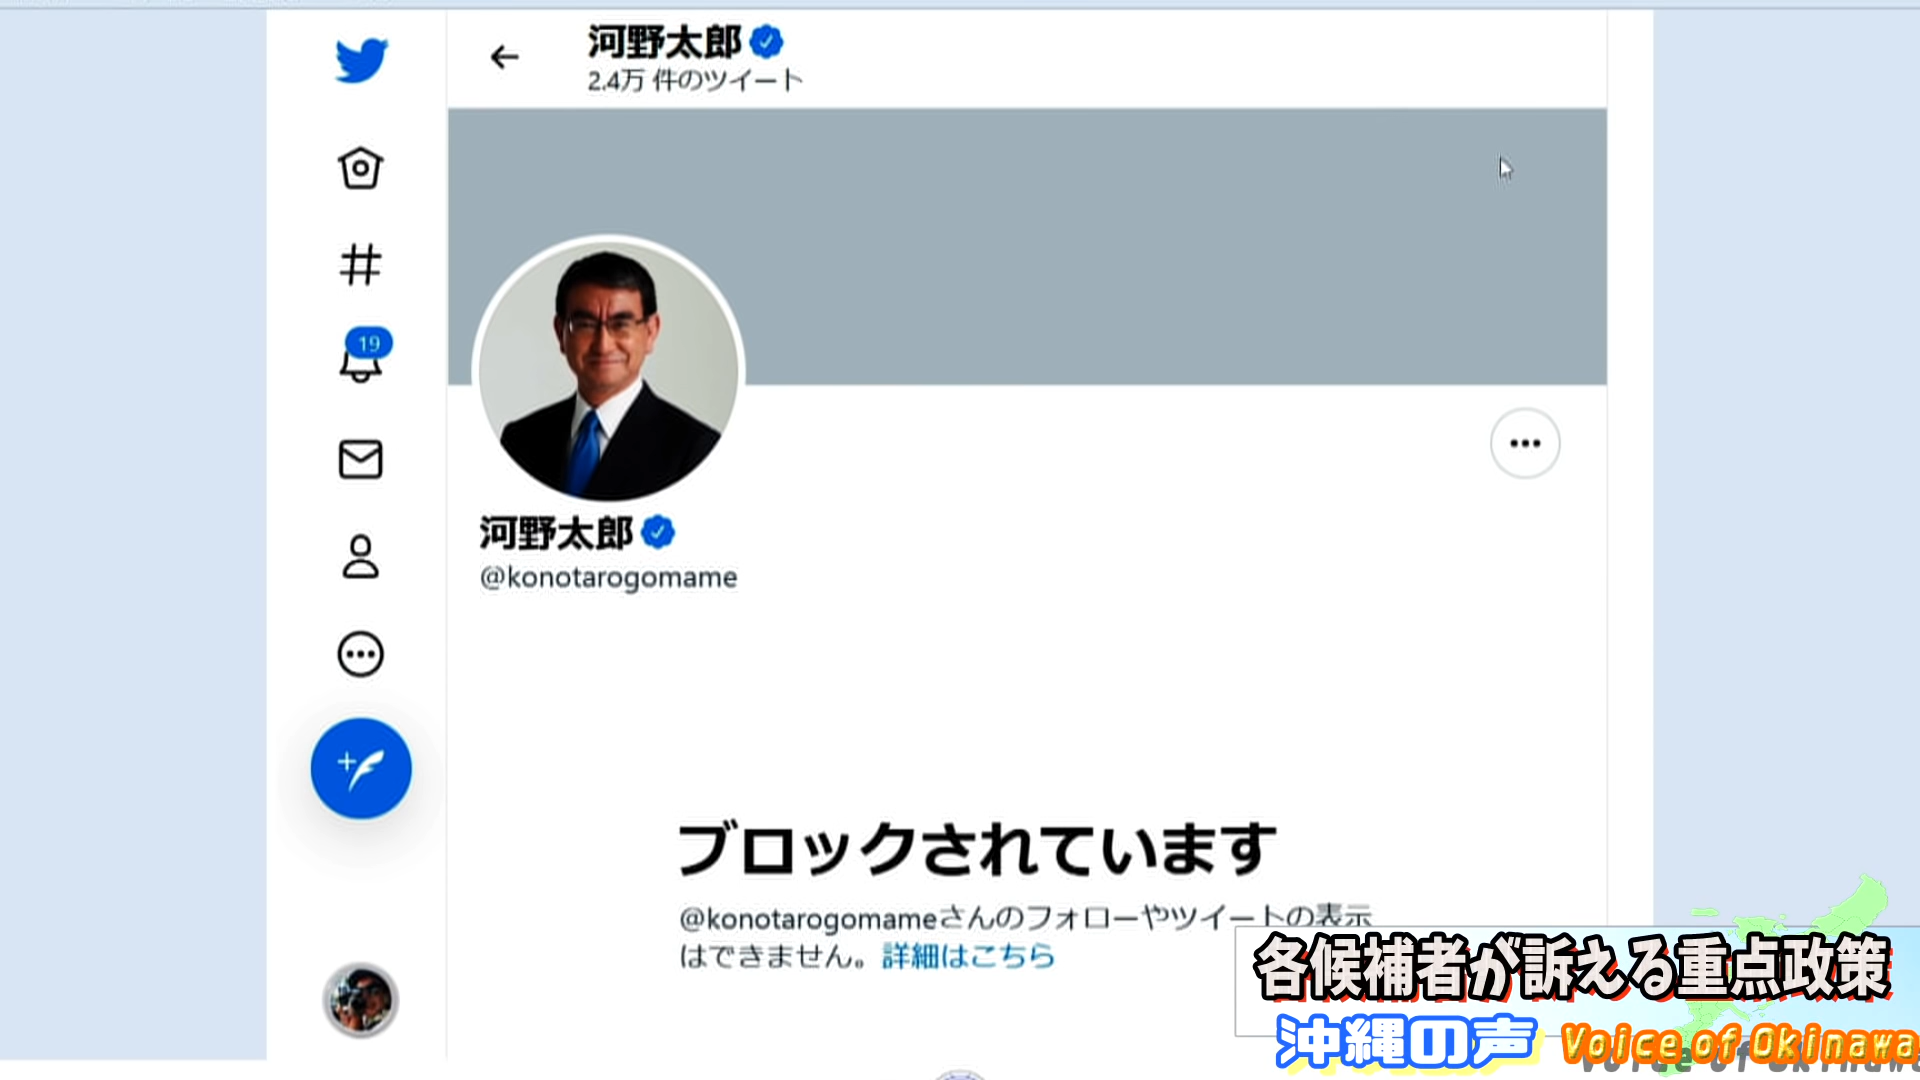 河野太郎
2.4万 件のツイート
19
河野太郎
@konotarogomame
ブロックされています
@konotarogomameさんのフォローやツイートの表示
はできません。詳細はこちら
各候補者が訴える重点政策
沖縄の声 Voice of Okinawa